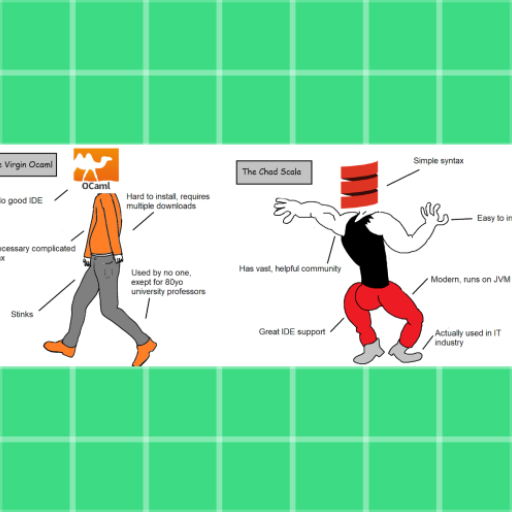 Virgin Ocaml
OCaml
good IDE
Hard to install, requires
multiple downloads
complicated
Used by no one,
exept for 80yo
university professors
Stinks
The Chad Scala
Simple syntax
Easy to
Has vast, helpful community
Modern, runs on JVM
Great IDE support
Actually used in IT
industry